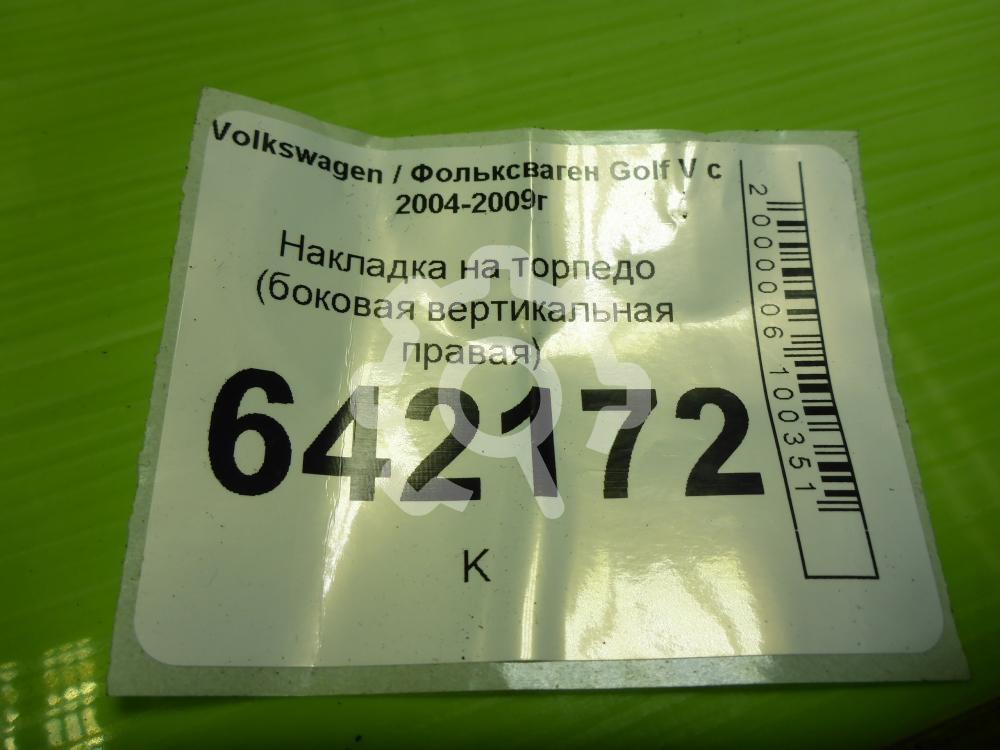 Volkswagen / Фольксваген Golf V с
2004-2009г
Накладка на торпедо
(боковая вертикальная
правая)
642172
К
2000006100351